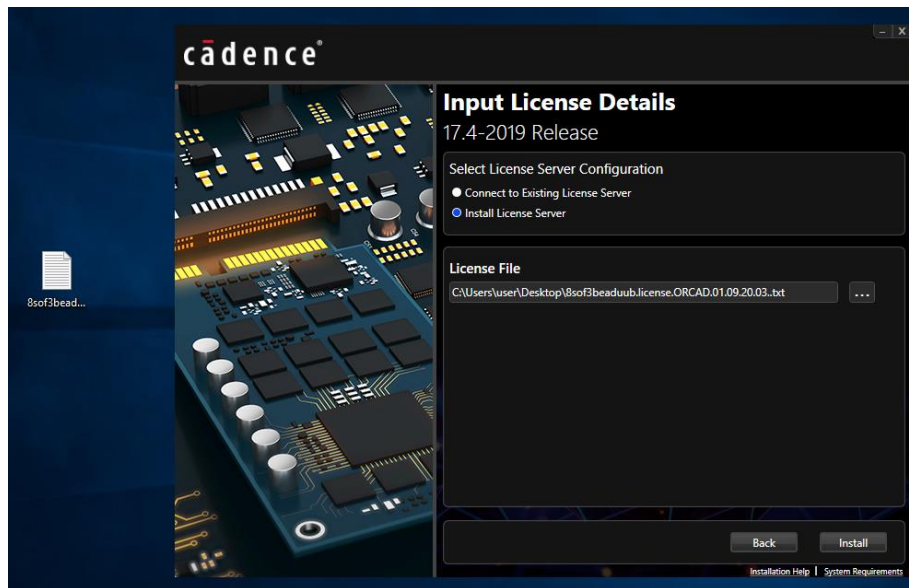 cādence®
Input License Details
17.4-2019 Release
Select License Server Configuration
Connect to Existing License Server
Install License Server
8sof3bead...
License File
C:\Users\user\Desktop\8sof3beaduub.license.ORCAD.01.09.20.03..txt
...
Back
Install
Installation Help | System Requirements